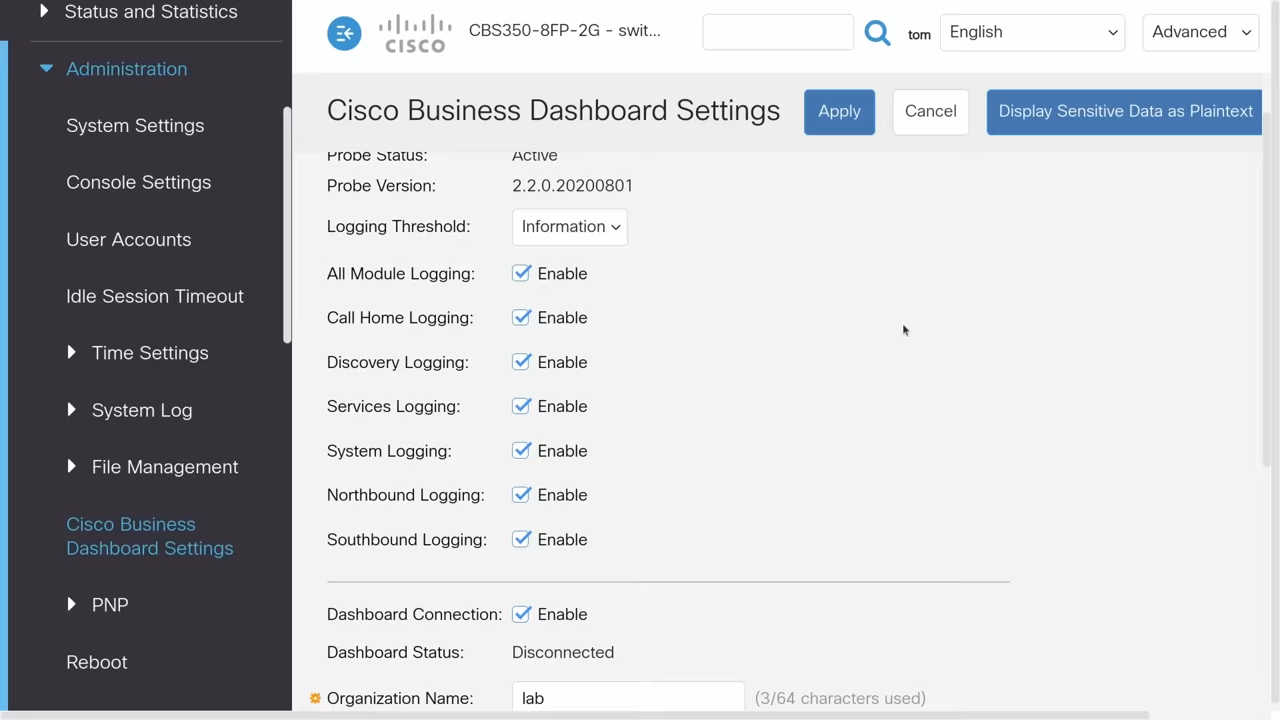 Status and Statistics
Administration
System Settings
Console Settings
User Accounts
Idle Session Timeout
Time Settings
System Log
File Management
Cisco Business
Dashboard Settings
PNP
Reboot
CISCO
CBS350-8FP-2G - swit...
tom
English
Advanced
Cisco Business Dashboard Settings
Apply
Cancel
Display Sensitive Data as Plaintext
Probe Status: Active
Probe Version: 2.2.0.20200801
Logging Threshold: Information
All Module Logging: Enable
Call Home Logging: Enable
Discovery Logging: Enable
Services Logging: Enable
System Logging: Enable
Northbound Logging: Enable
Southbound Logging: Enable
Dashboard Connection: Enable
Dashboard Status: Disconnected
Organization Name: lab (3/64 characters used)